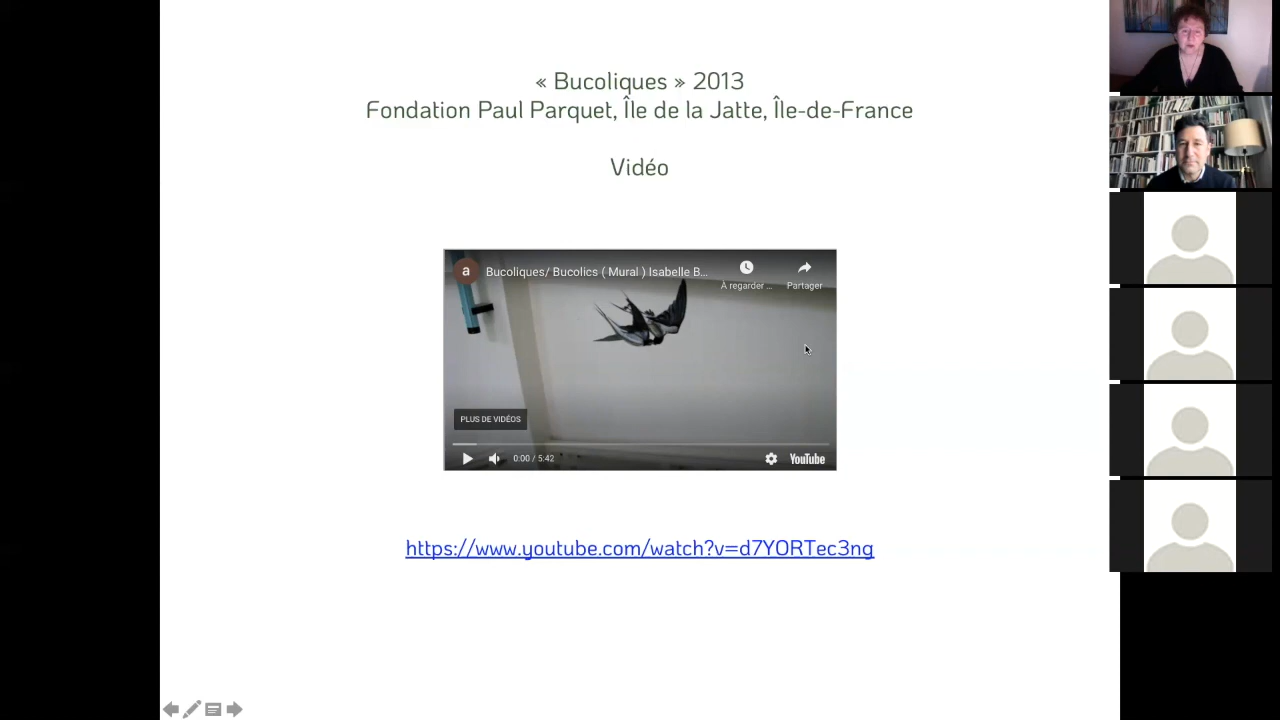 « Bucoliques » 2013
Fondation Paul Parquet, Île de la Jatte, Île-de-France
Vidéo
a
Bucoliques/ Bucolics ( Mural ) Isabelle B...
À regarder ...
Partager
PLUS DE VIDÉOS
0:00 / 5:42
YouTube
https://www.youtube.com/watch?v=d7YORTec3ng